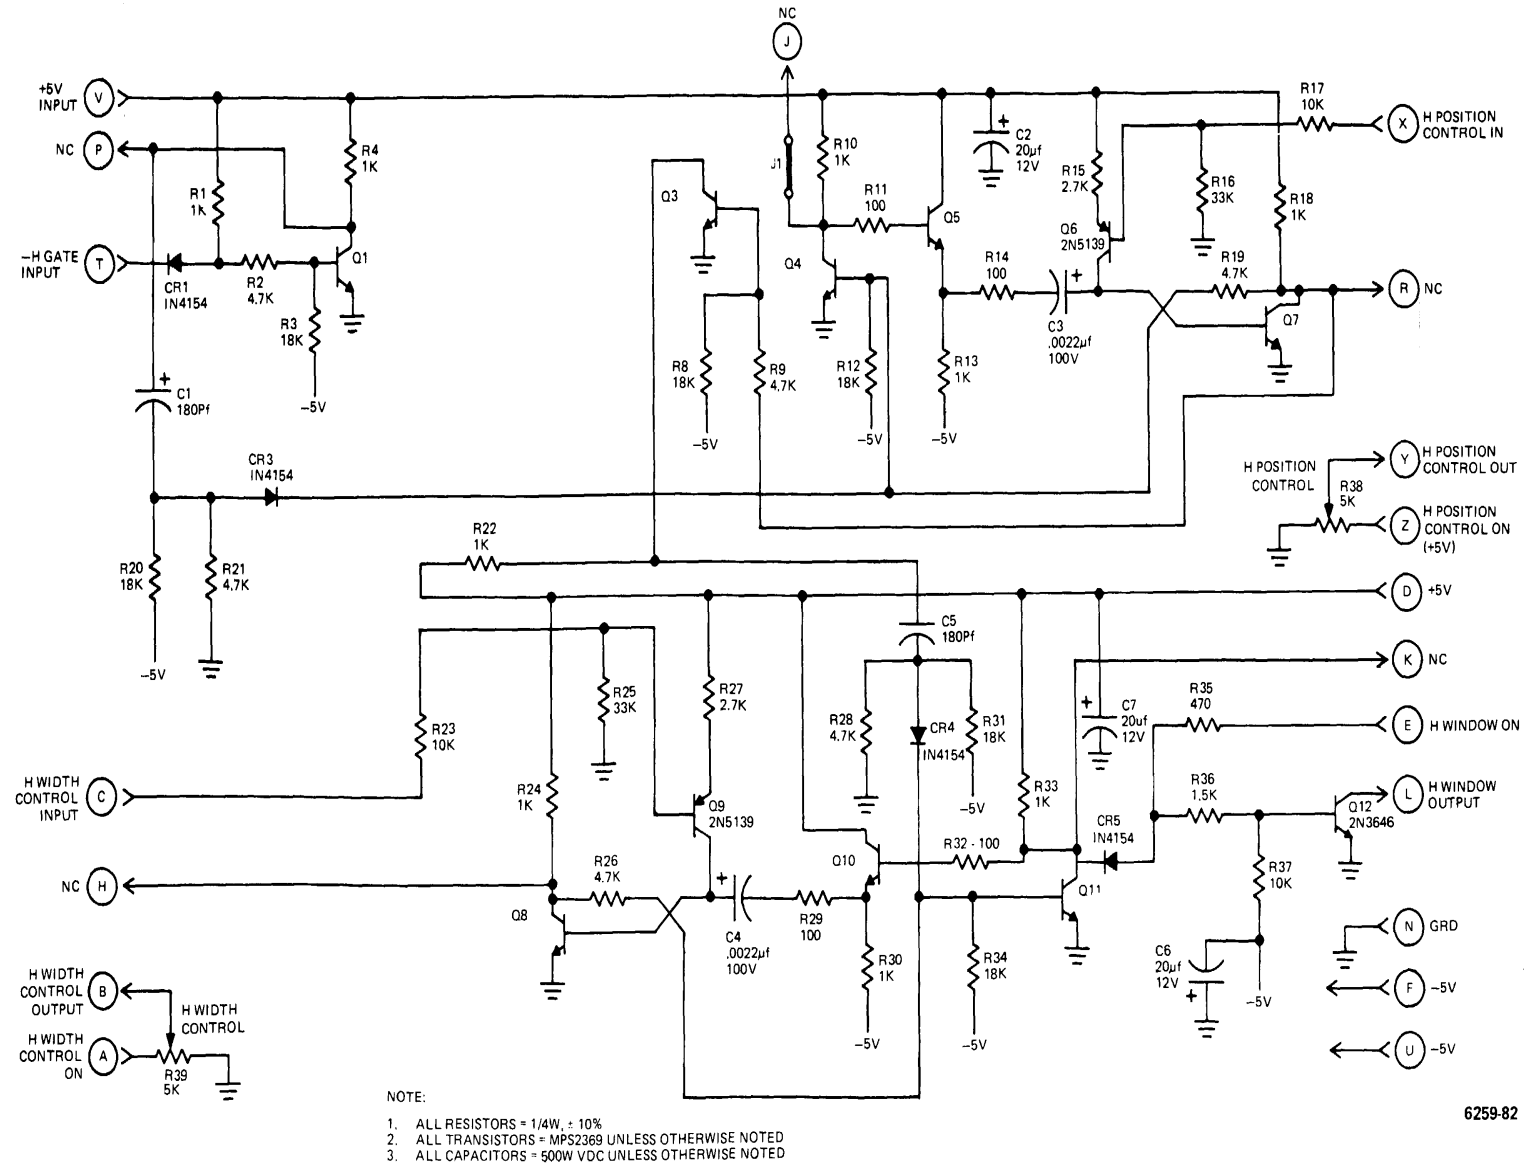 NC
J
+5V
INPUT
V
NC
P
R1
1K
R4
1K
-H GATE
INPUT
T
CR1
IN4154
R2
4.7K
R3
18K
-5V
Q1
C1
180Pf
J1
R10
1K
R11
100
Q3
Q4
Q5
C2
20µf
12V
R15
2.7K
Q6
2N5139
R14
100
C3
.0022µf
100V
R16
33K
R17
10K
X
H POSITION
CONTROL IN
R18
1K
R19
4.7K
R
NC
Q7
R8
18K
-5V
R9
4.7K
R12
18K
-5V
R13
1K
-5V
CR3
IN4154
R20
18K
-5V
R21
4.7K
H POSITION
CONTROL
R38
5K
Y
H POSITION
CONTROL OUT
Z
H POSITION
CONTROL ON
(+5V)
R22
1K
D
+5V
C5
180Pf
K
NC
R23
10K
R25
33K
R27
2.7K
R28
4.7K
CR4
IN4154
R31
18K
-5V
C7
20uf
12V
R35
470
E
H WINDOW ON
H WIDTH
CONTROL
INPUT
C
R24
1K
Q9
2N5139
R33
1K
R36
1.5K
L
H WINDOW
OUTPUT
Q12
2N3646
CR5
IN4154
R32 - 100
Q10
NC
H
R26
4.7K
Q8
C4
.0022µf
100V
R29
100
Q11
R37
10K
R30
1K
-5V
R34
18K
-5V
C6
20µf
12V
-5V
N
GRD
F
-5V
U
-5V
H WIDTH
CONTROL
OUTPUT
B
H WIDTH
CONTROL
H WIDTH
CONTROL
ON
A
R39
5K
NOTE:
1. ALL RESISTORS = 1/4W, ± 10%
2. ALL TRANSISTORS = MPS2369 UNLESS OTHERWISE NOTED
3. ALL CAPACITORS = 500W VDC UNLESS OTHERWISE NOTED
6259-82